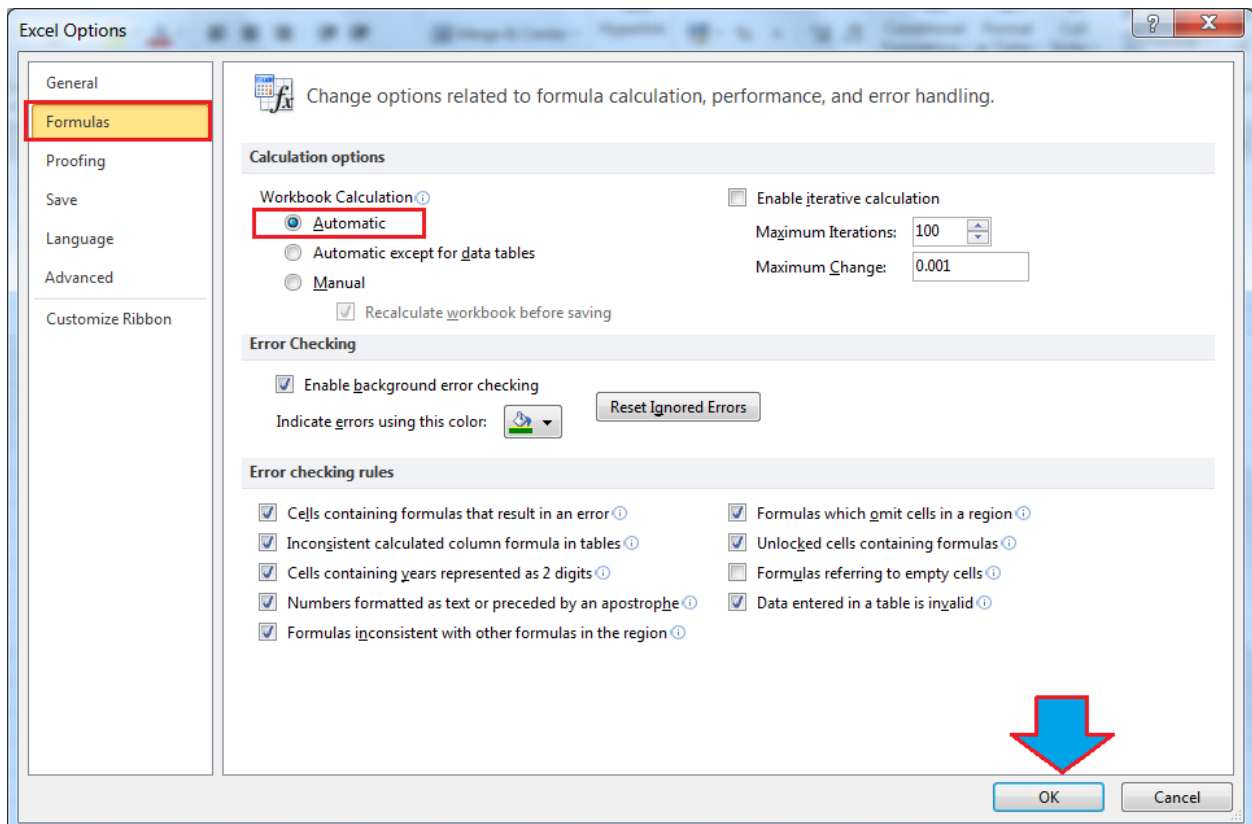 Excel Options
Merge & Center
General
Formulas
Proofing
Save
Language
Advanced
Customize Ribbon
Change options related to formula calculation, performance, and error handling.
Calculation options
Workbook Calculation
Automatic
Automatic except for data tables
Manual
Recalculate workbook before saving
Enable iterative calculation
Maximum Iterations: 100
Maximum Change: 0.001
Error Checking
Enable background error checking
Indicate errors using this color:
Reset Ignored Errors
Error checking rules
Cells containing formulas that result in an error
Inconsistent calculated column formula in tables
Cells containing years represented as 2 digits
Numbers formatted as text or preceded by an apostrophe
Formulas inconsistent with other formulas in the region
Formulas which omit cells in a region
Unlocked cells containing formulas
Formulas referring to empty cells
Data entered in a table is invalid
OK
Cancel